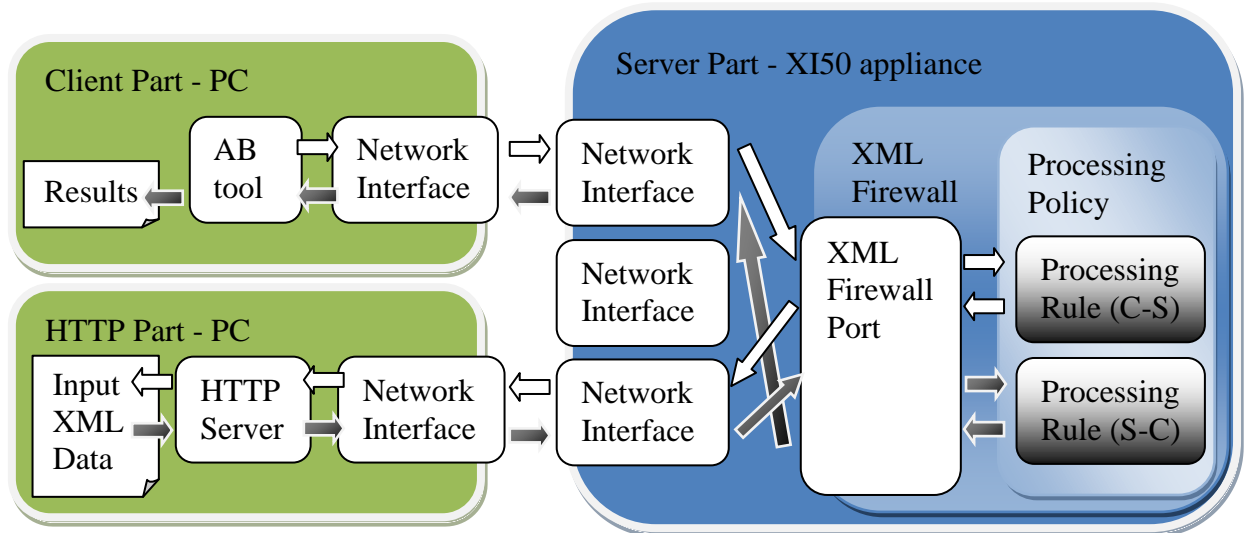 Client Part - PC
AB
tool
Network
Interface
Results
HTTP Part - PC
Input
XML
Data
HTTP
Server
Network
Interface
Server Part - XI50 appliance
Network
Interface
Network
Interface
Network
Interface
XML
Firewall
XML
Firewall
Port
Processing
Policy
Processing
Rule (C-S)
Processing
Rule (S-C)